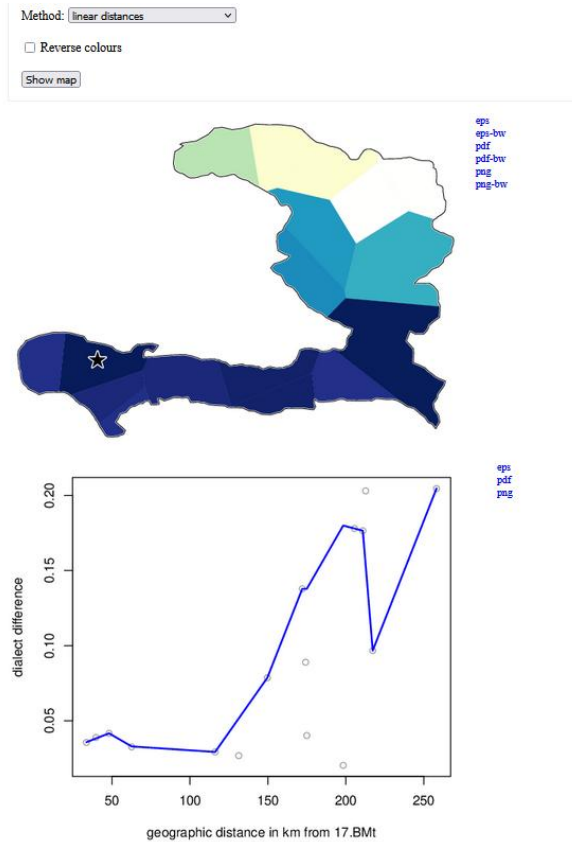 Method: linear distances
Reverse colours
Show map
eps
eps-bw
pdf
pdf-bw
png
png-bw
eps
pdf
png
dialect difference
0.20
0.15
0.10
0.05
50 100 150 200 250
geographic distance in km from 17.BMt